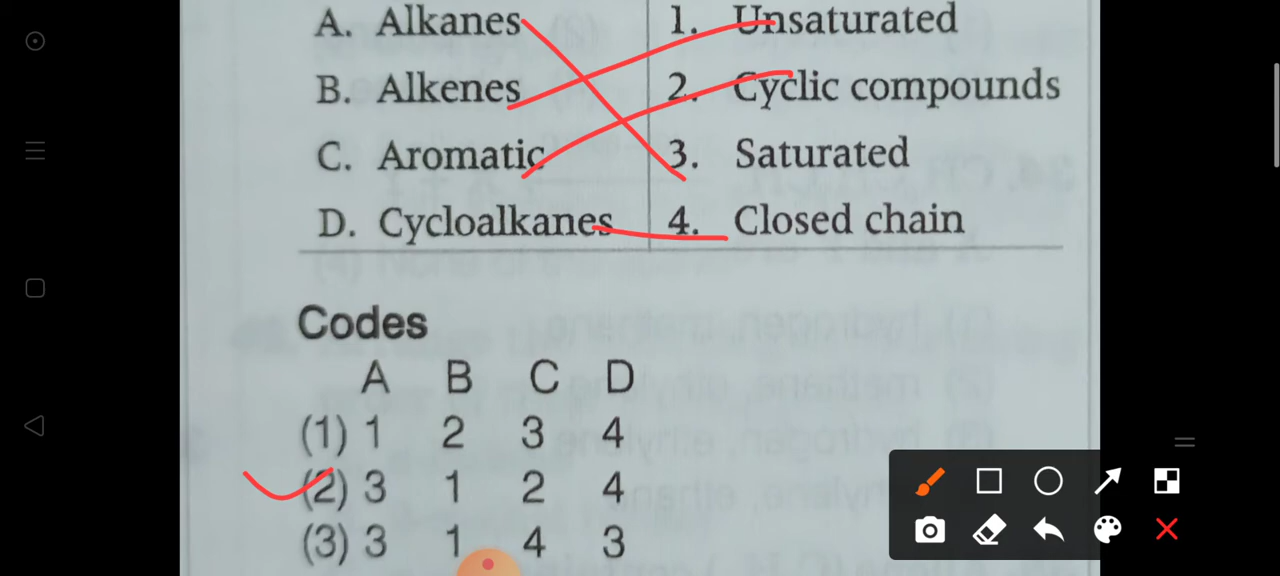 A. Alkanes 1. Unsaturated
B. Alkenes 2. Cyclic compounds
C. Aromatic 3. Saturated
D. Cycloalkanes 4. Closed chain
Codes
A B C D
(1) 1 2 3 4
(2) 3 1 2 4
(3) 3 1 4 3